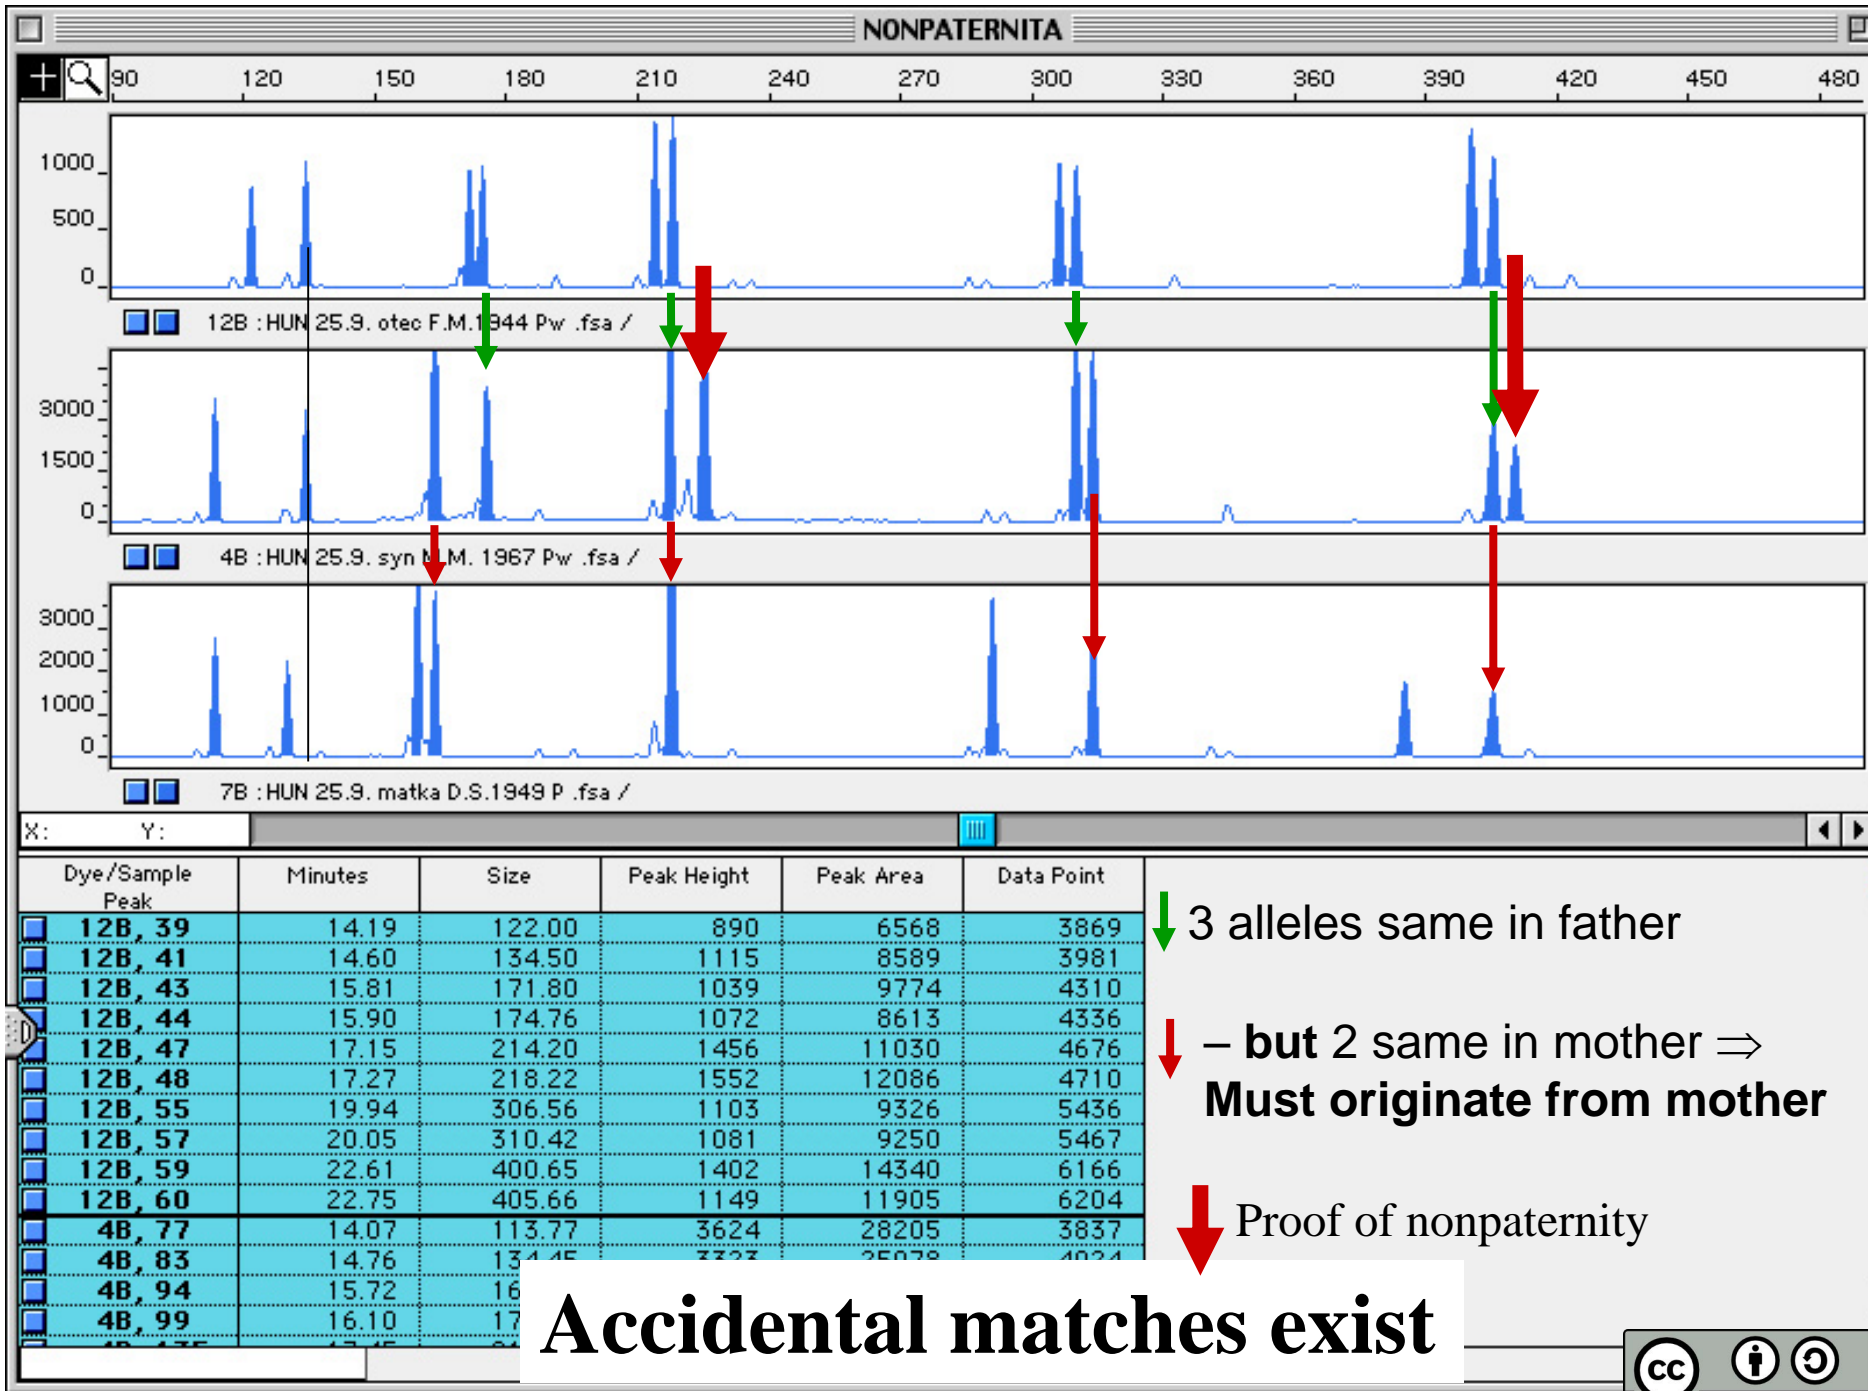 NONPATERNITA
90 120 150 180 210 240 270 300 330 360 390 420 450 480
1000
500
0
12B : HUN 25.9. otec F.M.1944 Pw .fsa /
3000
1500
0
4B : HUN 25.9. syn M.M. 1967 Pw .fsa /
3000
2000
1000
0
7B : HUN 25.9. matka D.S.1949 P .fsa /
X: Y:
Dye/Sample Peak Minutes Size Peak Height Peak Area Data Point
12B, 39 14.19 122.00 890 6568 3869
12B, 41 14.60 134.50 1115 8589 3981
12B, 43 15.81 171.80 1039 9774 4310
12B, 44 15.90 174.76 1072 8613 4336
12B, 47 17.15 214.20 1456 11030 4676
12B, 48 17.27 218.22 1552 12086 4710
12B, 55 19.94 306.56 1103 9326 5436
12B, 57 20.05 310.42 1081 9250 5467
12B, 59 22.61 400.65 1402 14340 6166
12B, 60 22.75 405.66 1149 11905 6204
4B, 77 14.07 113.77 3624 28205 3837
4B, 83 14.76
4B, 94 15.72
4B, 99 16.10
3 alleles same in father
– but 2 same in mother ⇒
Must originate from mother
Proof of nonpaternity
Accidental matches exist
cc